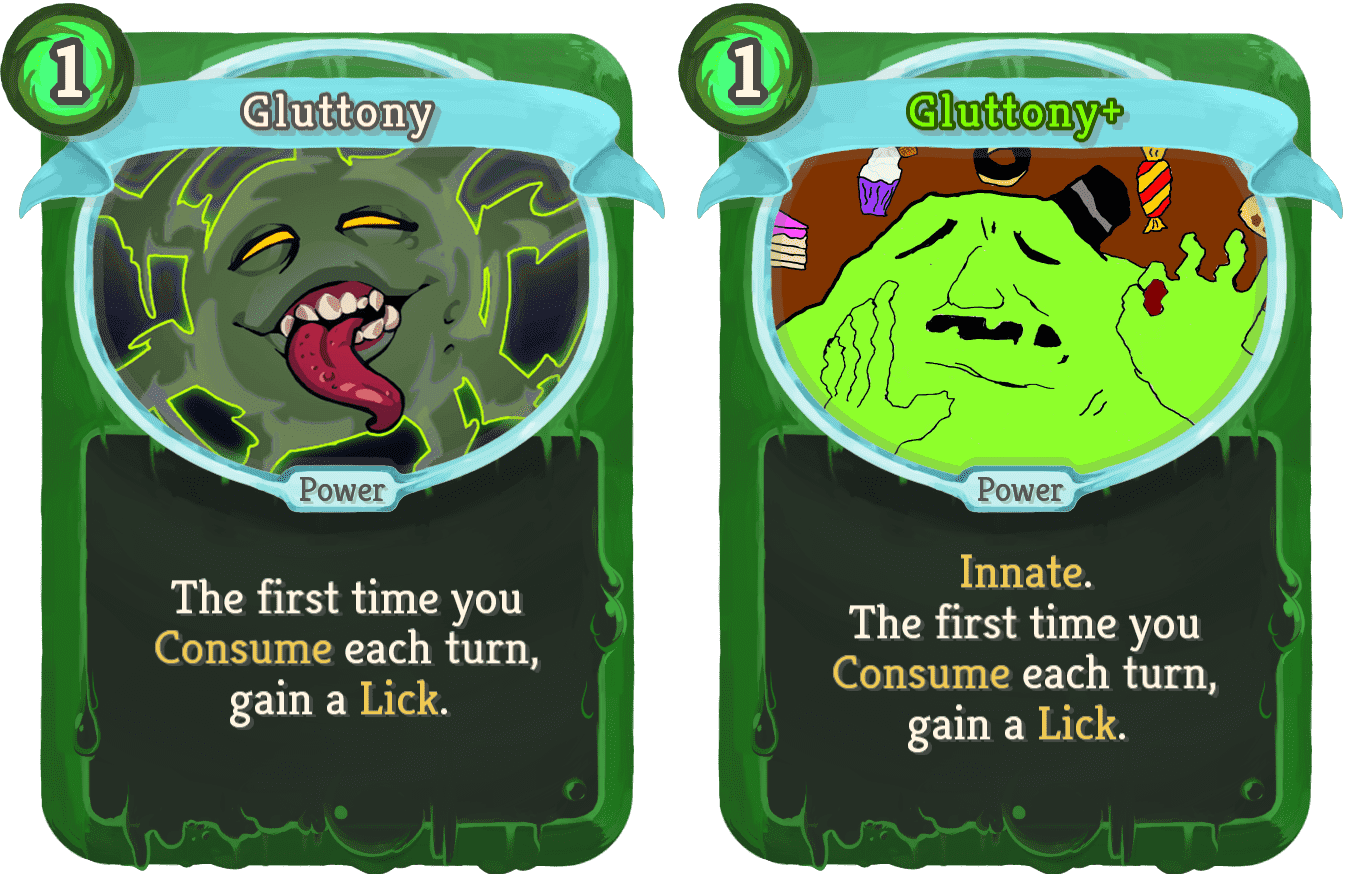 1
Gluttony
Power
The first time you
Consume each turn,
gain a Lick.
1
Gluttony+
Power
Innate.
The first time you
Consume each turn,
gain a Lick.